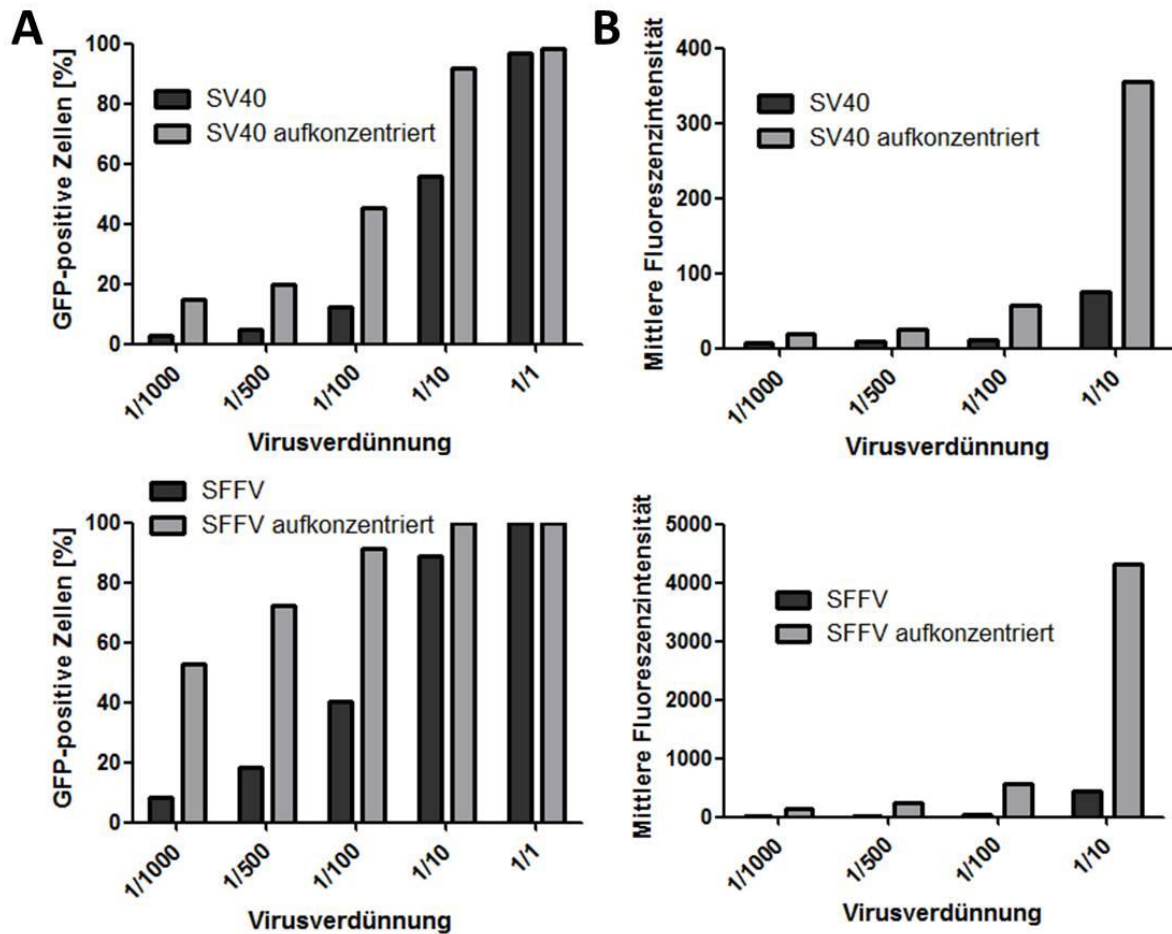 A
GFP-positive Zellen [%]
100
80
60
40
20
0
SV40
SV40 aufkonzentriert
1/1000
1/500
1/100
1/10
1/1
Virusverdünnung
B
Mittlere Fluoreszenzintensität
400
300
200
100
0
SV40
SV40 aufkonzentriert
1/1000
1/500
1/100
1/10
Virusverdünnung
SFFV
SFFV aufkonzentriert
GFP-positive Zellen [%]
100
80
60
40
20
0
1/1000
1/500
1/100
1/10
1/1
Virusverdünnung
Mittlere Fluoreszenzintensität
5000
4000
3000
2000
1000
0
SFFV
SFFV aufkonzentriert
1/1000
1/500
1/100
1/10
Virusverdünnung